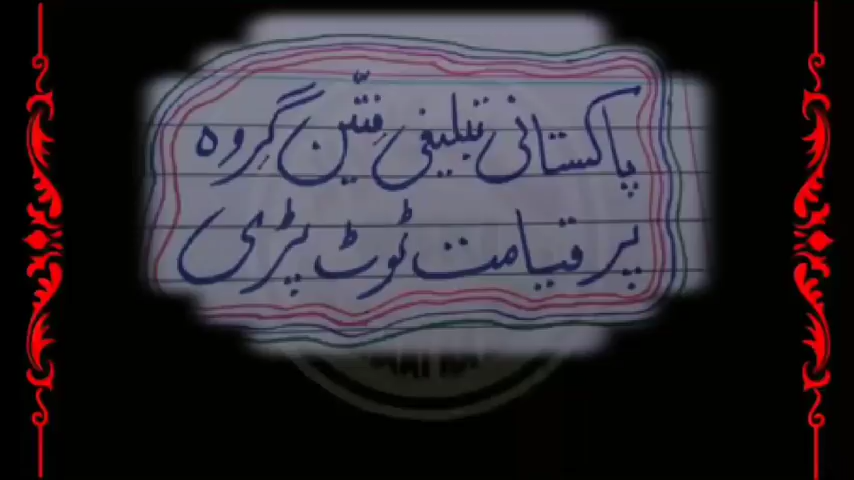 پاکستانی تبلیغی فِتّین گِروہ
پر قیامت ٹوٹ پڑی